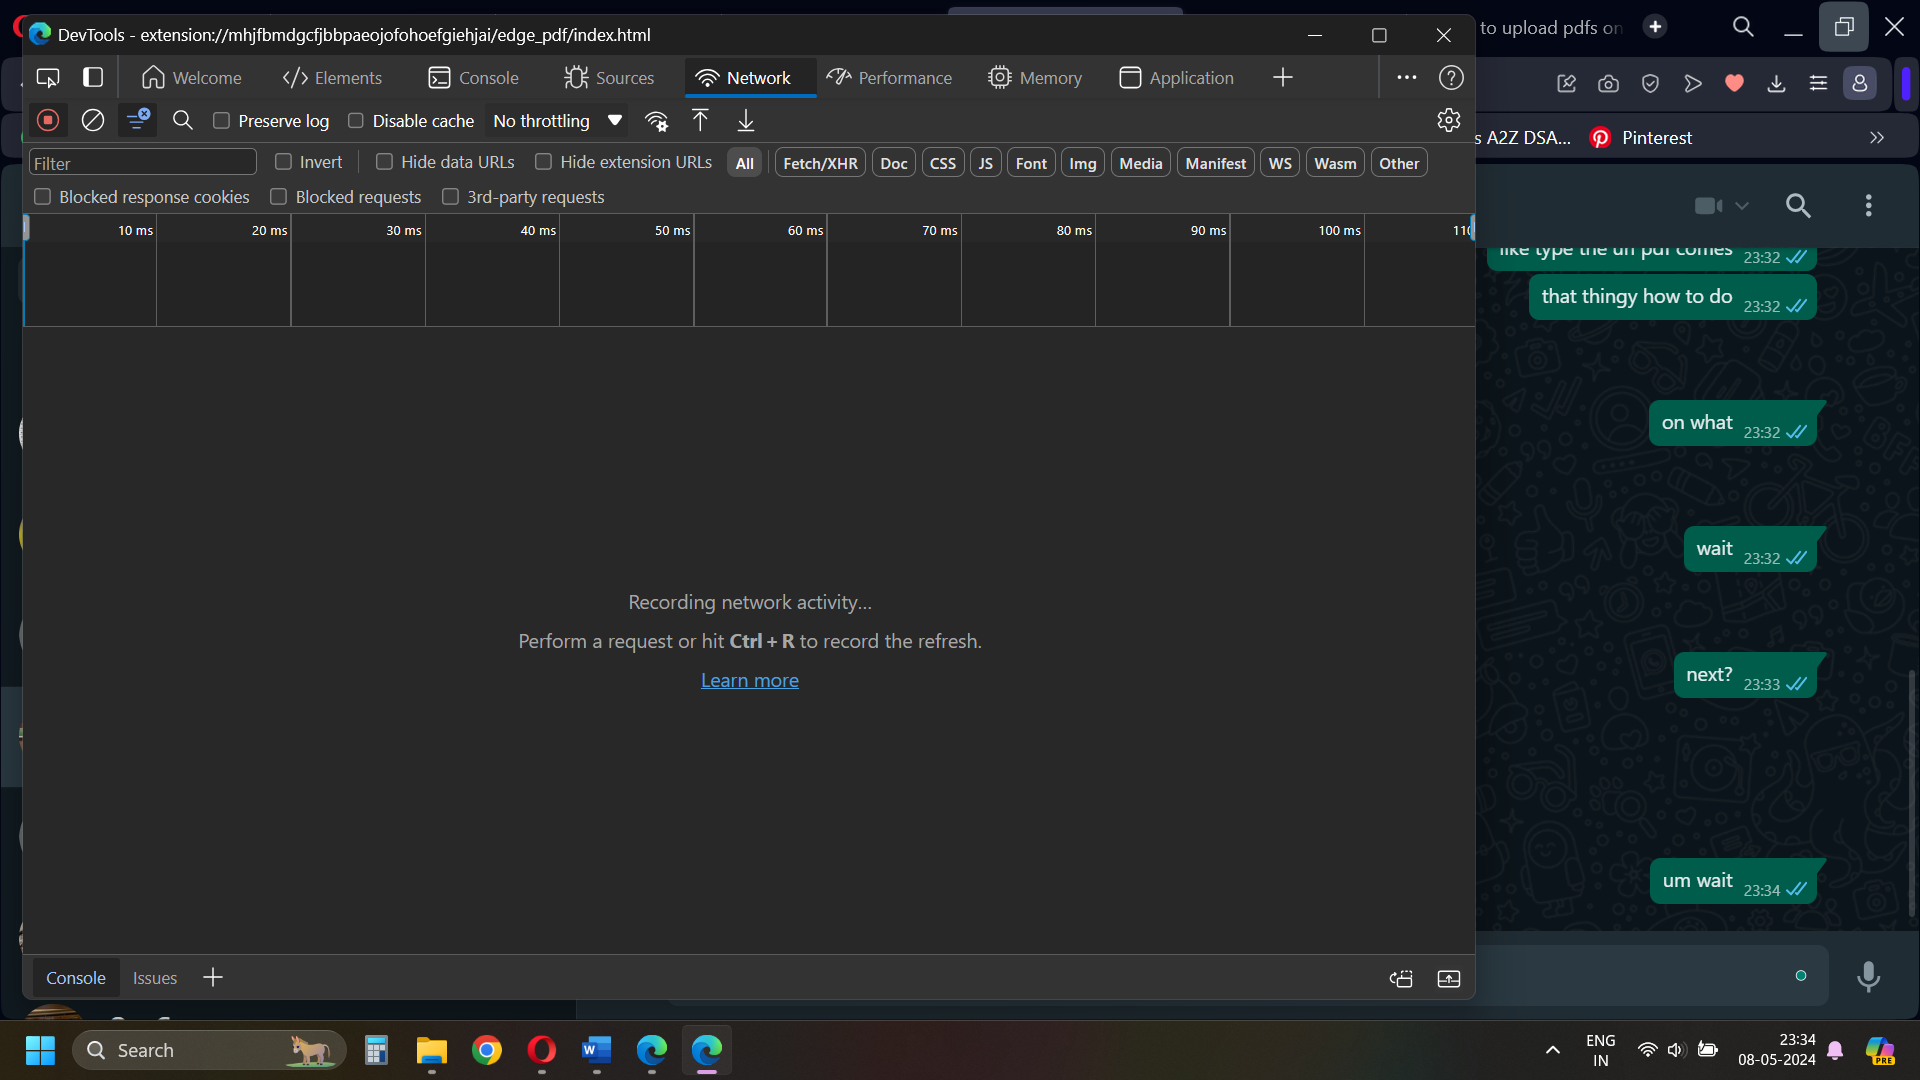 DevTools - extension://mhjfbmdgcfjbbpaeojofohoefgiehjai/edge_pdf/index.html
to upload pdfs on
Welcome
Elements
Console
Sources
Network
Performance
Memory
Application
Preserve log
Disable cache
No throttling
s A2Z DSA...
Pinterest
Filter
Invert
Hide data URLs
Hide extension URLs
All
Fetch/XHR
Doc
CSS
JS
Font
Img
Media
Manifest
WS
Wasm
Other
Blocked response cookies
Blocked requests
3rd-party requests
10 ms
20 ms
30 ms
40 ms
50 ms
60 ms
70 ms
80 ms
90 ms
100 ms
110
like type the url pdf comes 23:32
that thingy how to do 23:32
on what 23:32
wait 23:32
next? 23:33
um wait 23:34
Recording network activity...
Perform a request or hit Ctrl + R to record the refresh.
Learn more
Console
Issues
Search
ENG
IN
23:34
08-05-2024
PRE